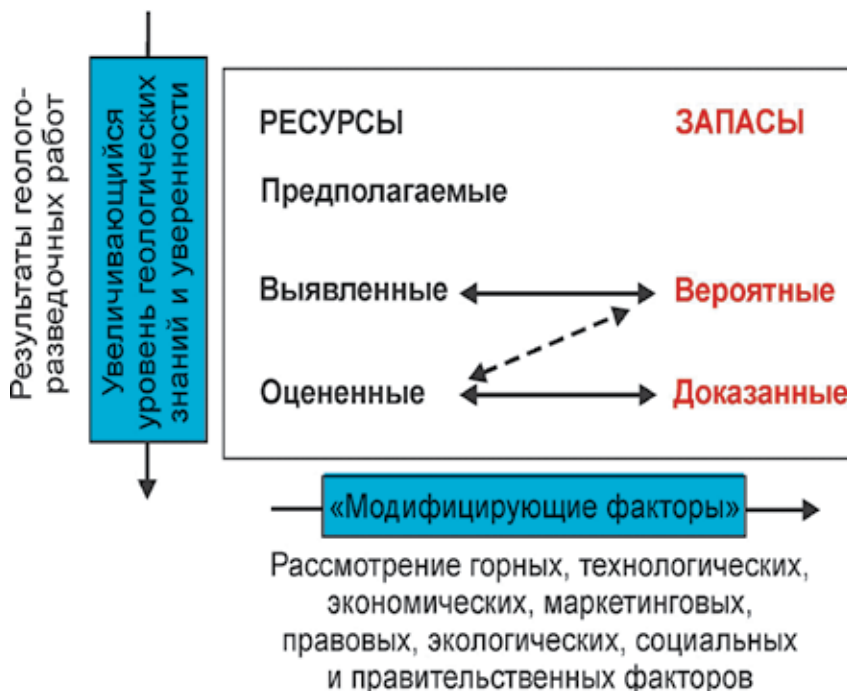 Результаты геолого-
разведочных работ
Увеличивающийся
уровень геологических
знаний и уверенности
РЕСУРСЫ
ЗАПАСЫ
Предполагаемые
Выявленные
Вероятные
Оцененные
Доказанные
«Модифицирующие факторы»
Рассмотрение горных, технологических,
экономических, маркетинговых,
правовых, экологических, социальных
и правительственных факторов